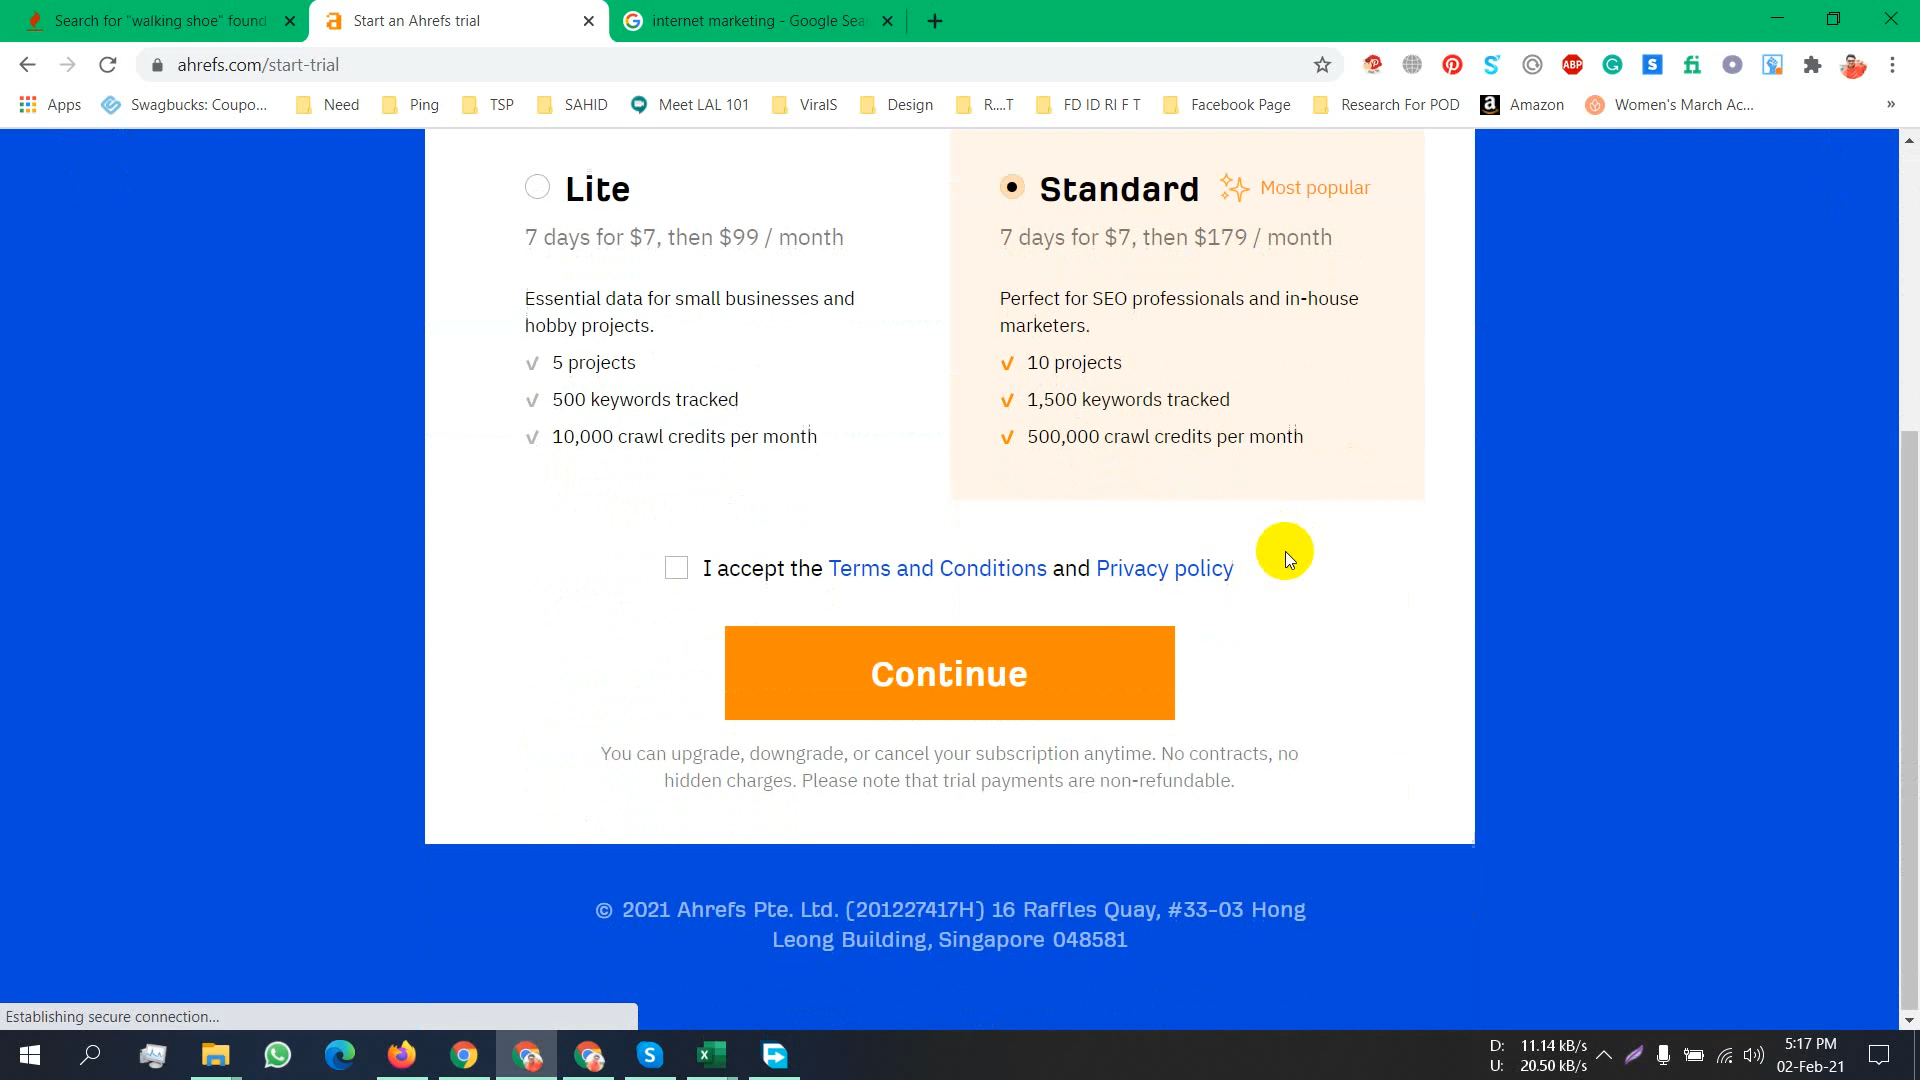 Search for "walking shoe" found
Start an Ahrefs trial
internet marketing - Google Sea
ahrefs.com/start-trial
Apps
Swagbucks: Coupo...
Need
Ping
TSP
SAHID
Meet LAL 101
ViralS
Design
R....T
FD ID RI F T
Facebook Page
Research For POD
Amazon
Women's March Ac...
»
Lite
Standard
Most popular
7 days for $7, then $99 / month
7 days for $7, then $179 / month
Essential data for small businesses and
hobby projects.
5 projects
500 keywords tracked
10,000 crawl credits per month
Perfect for SEO professionals and in-house
marketers.
10 projects
1,500 keywords tracked
500,000 crawl credits per month
I accept the Terms and Conditions and Privacy policy
Continue
You can upgrade, downgrade, or cancel your subscription anytime. No contracts, no
hidden charges. Please note that trial payments are non-refundable.
© 2021 Ahrefs Pte. Ltd. (201227417H) 16 Raffles Quay, #33-03 Hong
Leong Building, Singapore 048581
Establishing secure connection...
D: 11.14 kB/s
U: 20.50 kB/s
5:17 PM
02-Feb-21